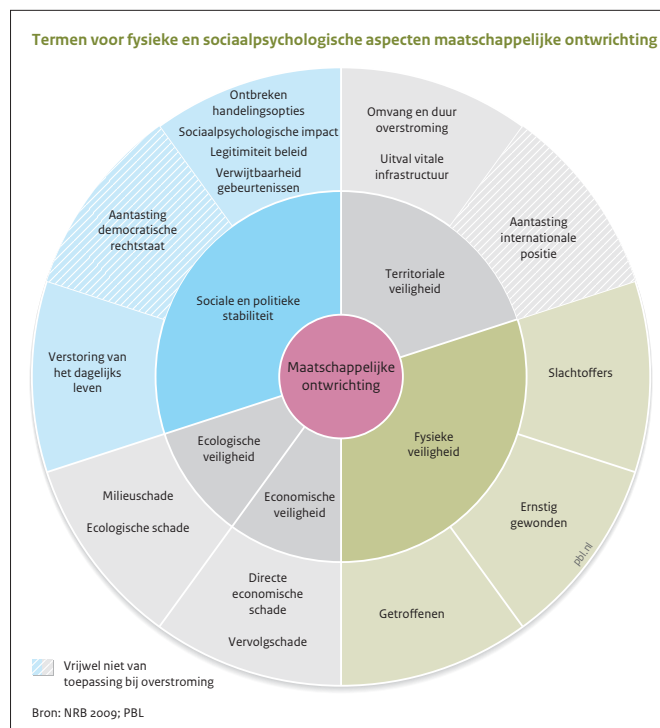 Termen voor fysieke en sociaalpsychologische aspecten maatschappelijke ontwrichting
Ontbreken
handelingsopties
Sociaalpsychologische impact
Legitimiteit beleid
Verwijtbaarheid
gebeurtenissen
Omvang en duur
overstroming
Uitval vitale
infrastructuur
Aantasting
democratische
rechtstaat
Aantasting
internationale
positie
Territoriale
veiligheid
Sociale en politieke
stabiliteit
Verstoring van
het dagelijks
leven
Maatschappelijke
ontwrichting
Slachtoffers
Ecologische
veiligheid
Fysieke
veiligheid
Economische
veiligheid
Milieuschade
Ecologische schade
Ernstig
gewonden
pbl.nl
Directe
economische
schade
Vervolgschade
Getroffenen
Vrijwel niet van
toepassing bij overstroming
Bron: NRB 2009; PBL